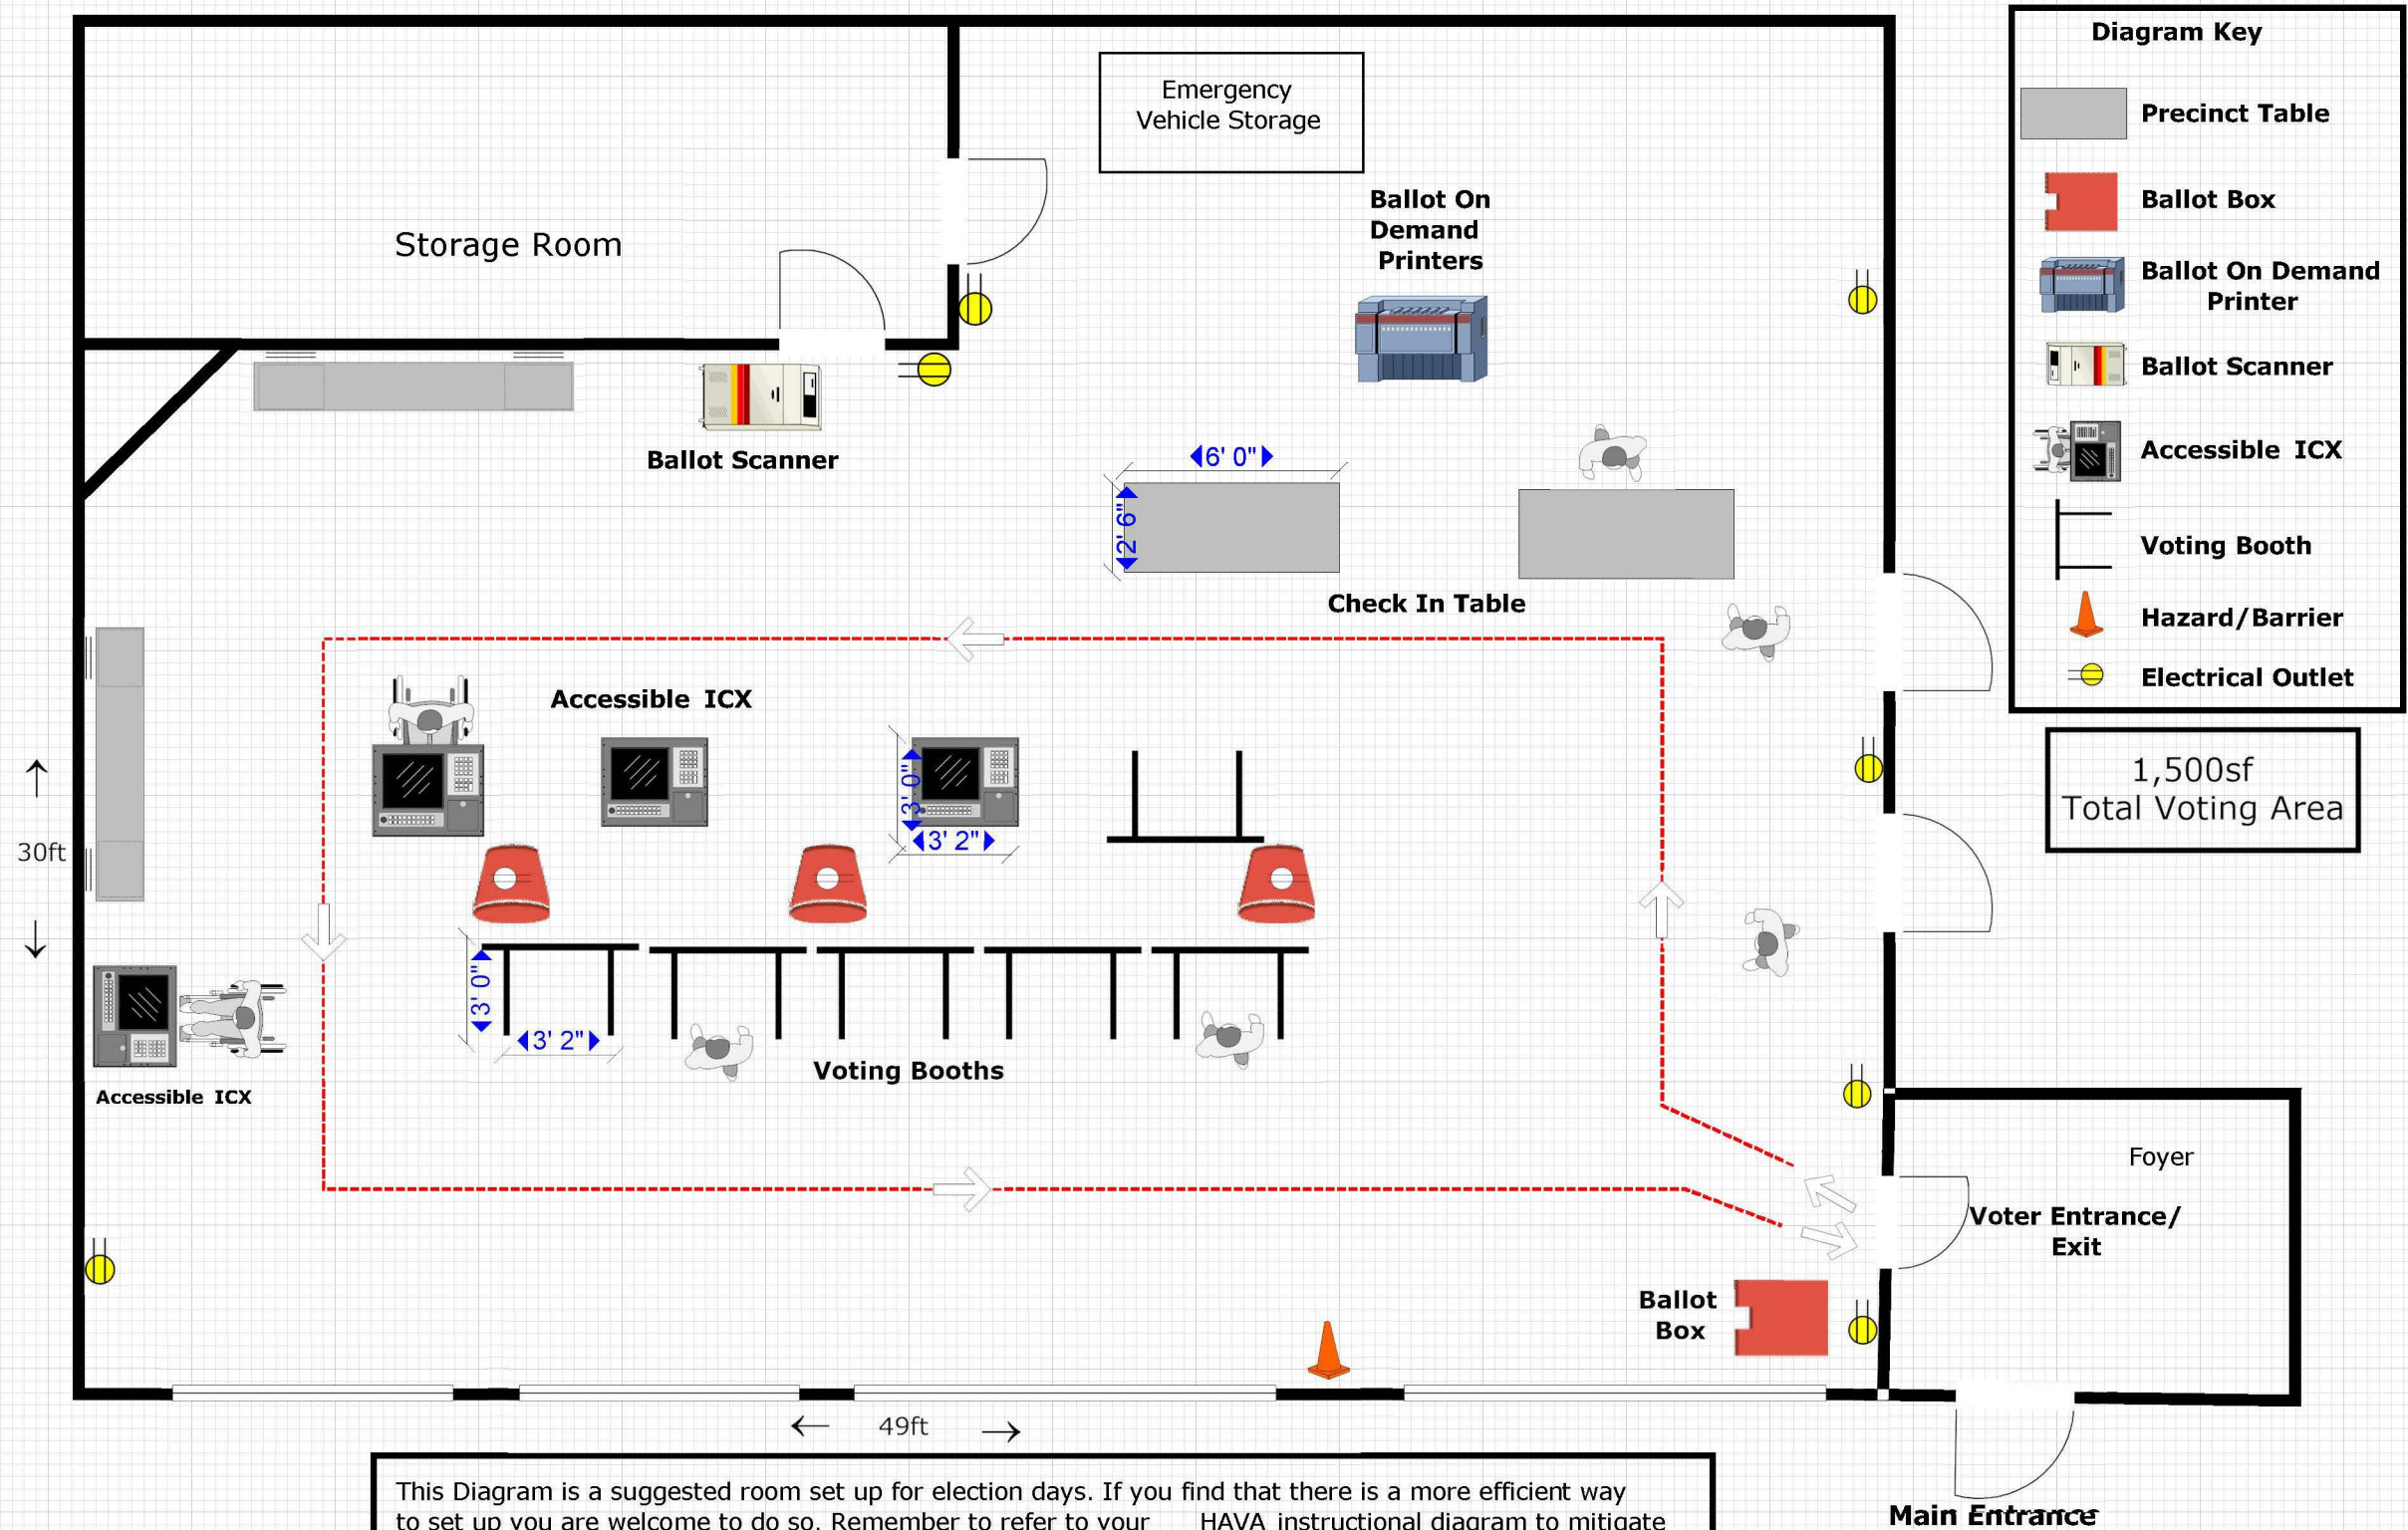 Emergency
Vehicle Storage
Storage Room
Ballot On
Demand
Printers
Ballot Scanner
6' 0"
2' 6"
Check In Table
Accessible ICX
3' 0"
3' 2"
30ft
3' 0"
3' 2"
Voting Booths
Accessible ICX
Foyer
Voter Entrance/
Exit
Ballot
Box
49ft
Main Entrance
Diagram Key
Precinct Table
Ballot Box
Ballot On Demand
Printer
Ballot Scanner
Accessible ICX
Voting Booth
Hazard/Barrier
Electrical Outlet
1,500sf
Total Voting Area
This Diagram is a suggested room set up for election days. If you find that there is a more efficient way
to set up you are welcome to do so. Remember to refer to your HAVA instructional diagram to mitigate